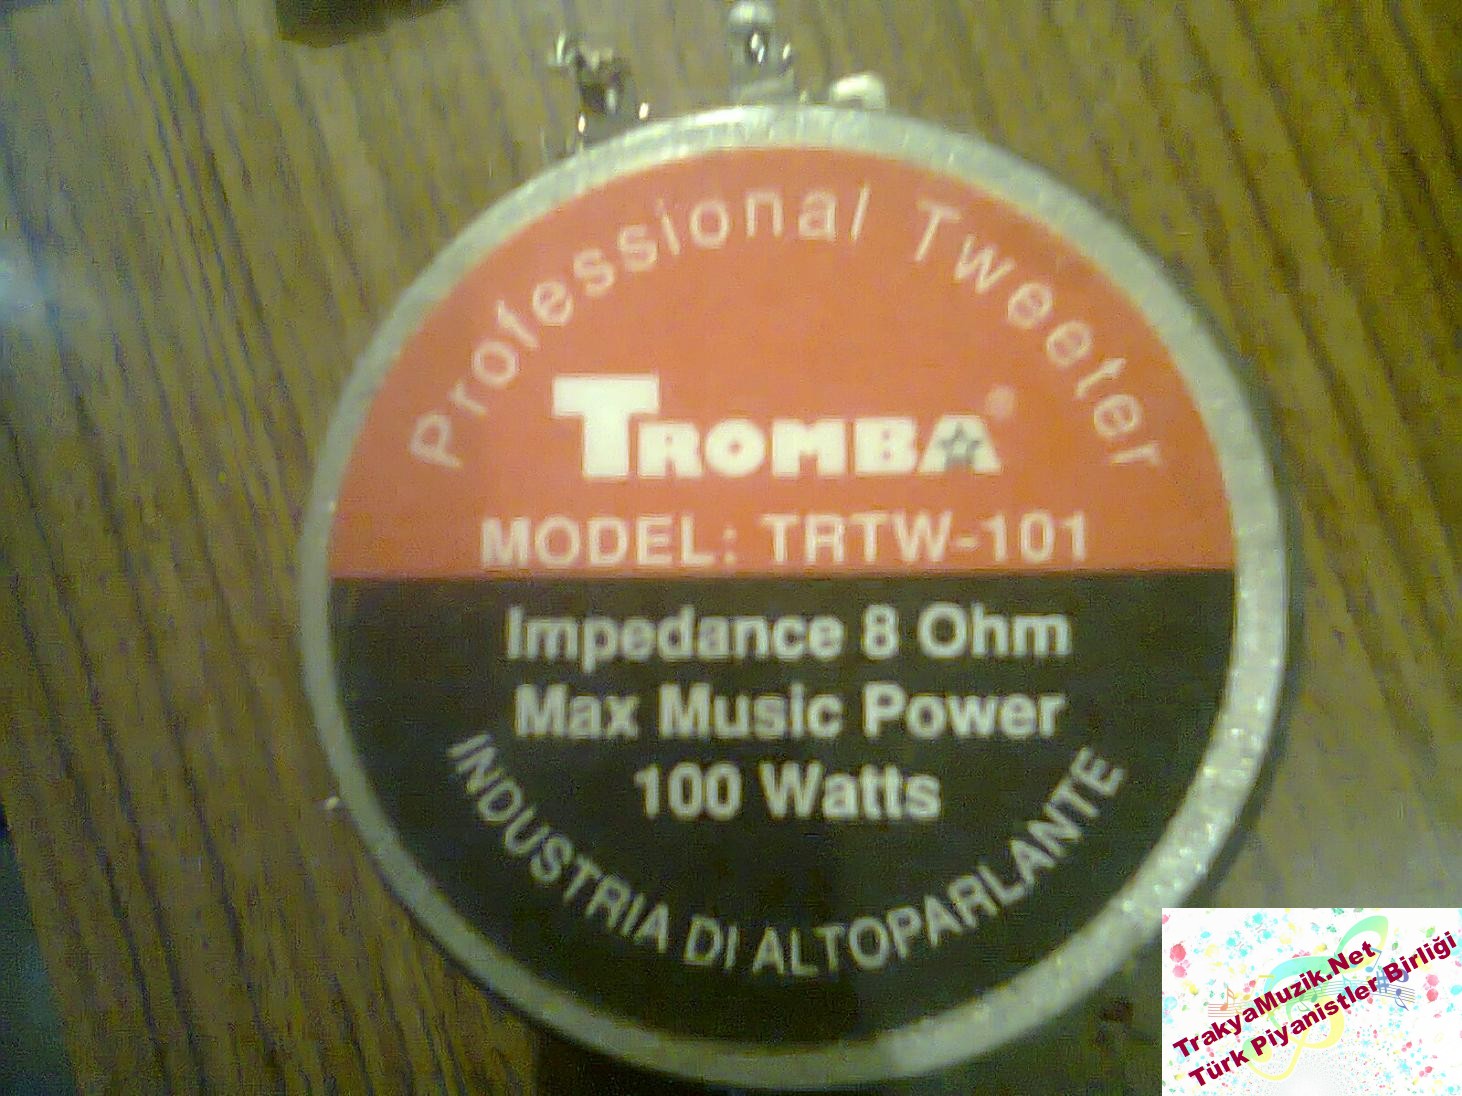 Professional Tweeter
TROMBA®
MODEL: TRTW-101
Impedance 8 Ohm
Max Music Power
100 Watts
INDUSTRIA DI ALTOPARLANTE
TrakyaMuzik.Net
Türk Piyanistler Birliği